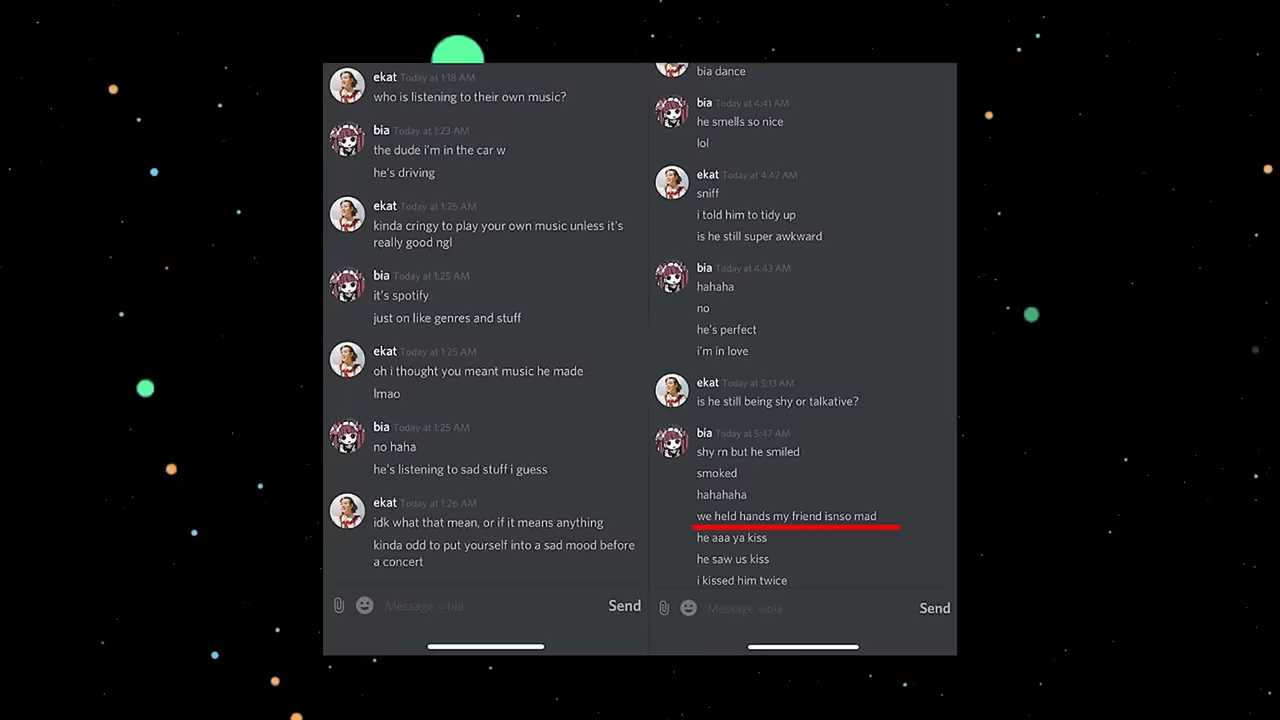 ekat Today at 1:18 AM
who is listening to their own music?
bia Today at 1:23 AM
the dude i'm in the car w
he's driving
ekat Today at 1:25 AM
kinda cringy to play your own music unless it's
really good ngl
bia Today at 1:25 AM
it's spotify
just on like genres and stuff
ekat Today at 1:25 AM
oh i thought you meant music he made
lmao
bia Today at 1:25 AM
no haha
he's listening to sad stuff i guess
ekat Today at 1:26 AM
idk what that mean, or if it means anything
kinda odd to put yourself into a sad mood before
a concert
Message @bia
Send
bia dance
bia Today at 4:41 AM
he smells so nice
lol
ekat Today at 4:42 AM
sniff
i told him to tidy up
is he still super awkward
bia Today at 4:43 AM
hahaha
no
he's perfect
i'm in love
ekat Today at 5:13 AM
is he still being shy or talkative?
bia Today at 5:47 AM
shy rn but he smiled
smoked
hahahaha
we held hands my friend isnso mad
he aaa ya kiss
he saw us kiss
i kissed him twice
Message @bia
Send